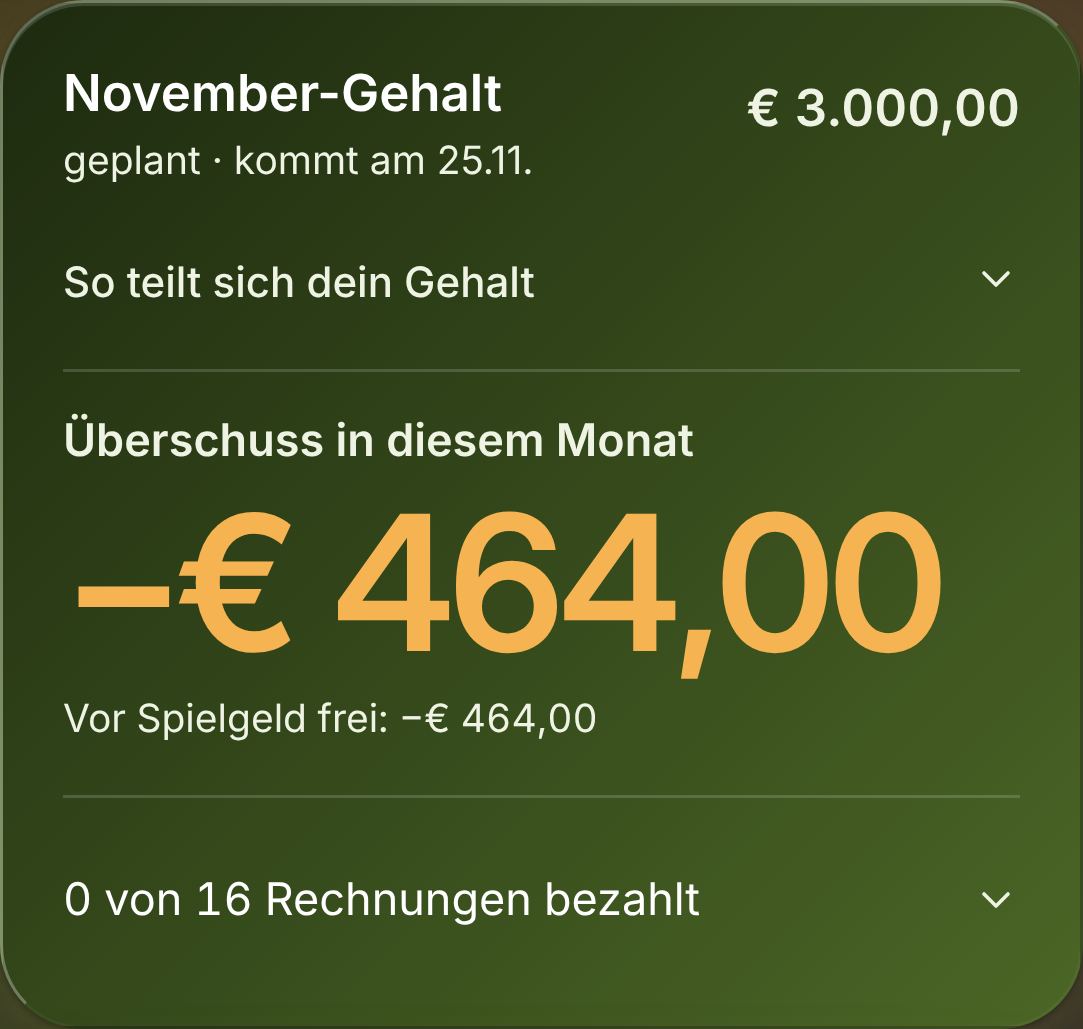 November-Gehalt
€ 3.000,00
geplant · kommt am 25.11.
So teilt sich dein Gehalt
Überschuss in diesem Monat
–€ 464,00
Vor Spielgeld frei: –€ 464,00
0 von 16 Rechnungen bezahlt